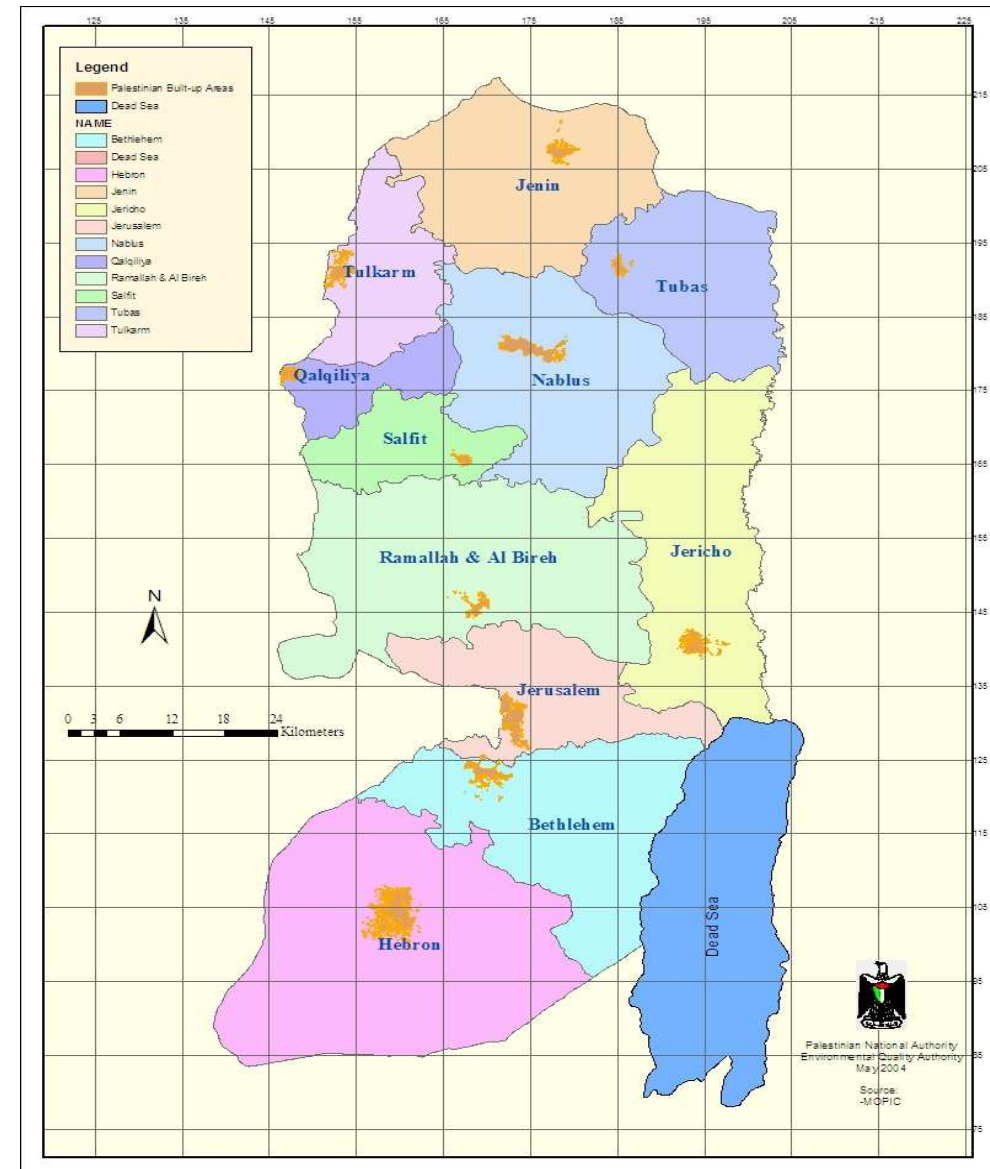 125 135 145 155 165 175 185 195 205 215 225
Legend
Palestinian Built-up Areas
Dead Sea
NAME
Bethlehem
Dead Sea
Hebron
Jenin
Jericho
Jerusalem
Nablus
Qalqiliya
Ramallah & Al Bireh
Salfit
Tubas
Tulkarm
215
205
Jenin
195
Tulkarm
Tubas
185
Qalqiliya
Nablus
175
Salfit
165
155
Ramallah & Al Bireh
Jericho
N
145
135
Jerusalem
0 3 6 12 18 24
Kilometers
125
Bethlehem
115
105
Dead Sea
Hebron
95
Palestinian National Authority
Environmental Quality Authority
May 2004
85
Source:
-MOPIC
75